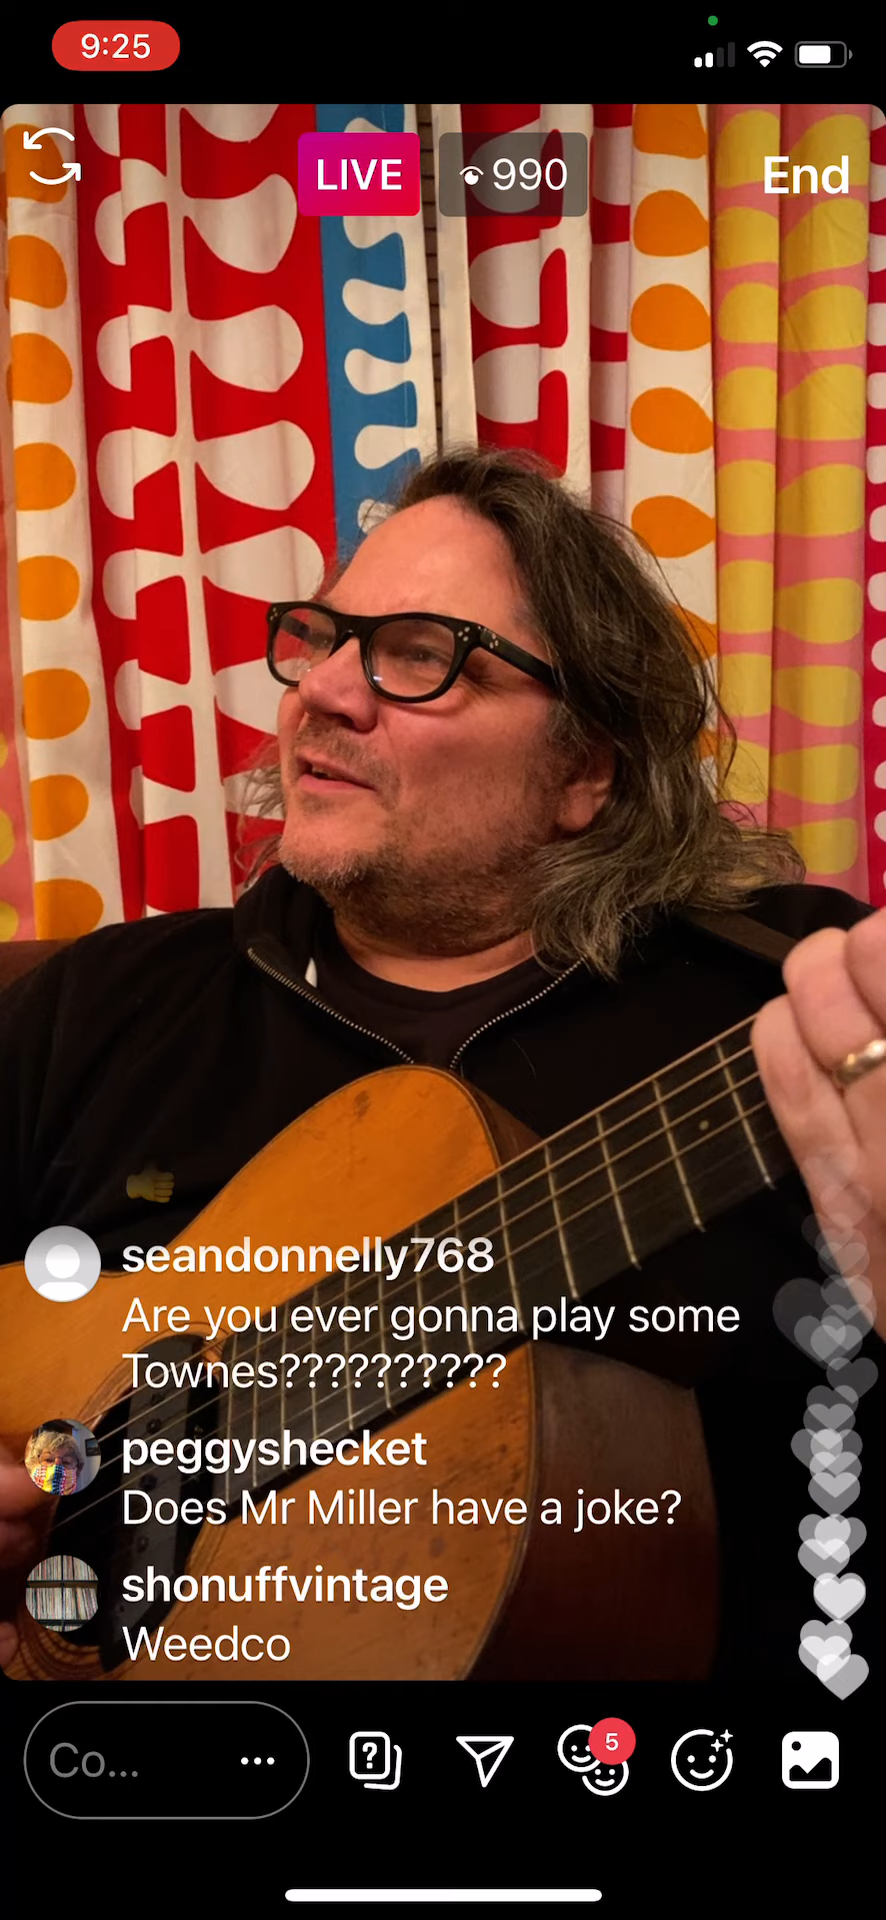 9:25
LIVE
990
End
seandonnelly768
Are you ever gonna play some
Townes??????????
peggyshecket
Does Mr Miller have a joke?
shonuffvintage
Weedco
Co...
5